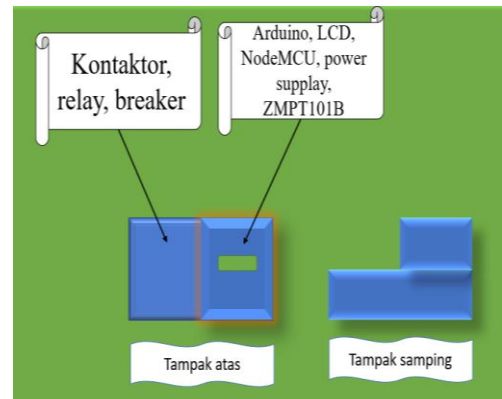 Kontaktor,
relay, breaker
Arduino, LCD,
NodeMCU, power
supplay,
ZMPT101B
Tampak atas
Tampak samping